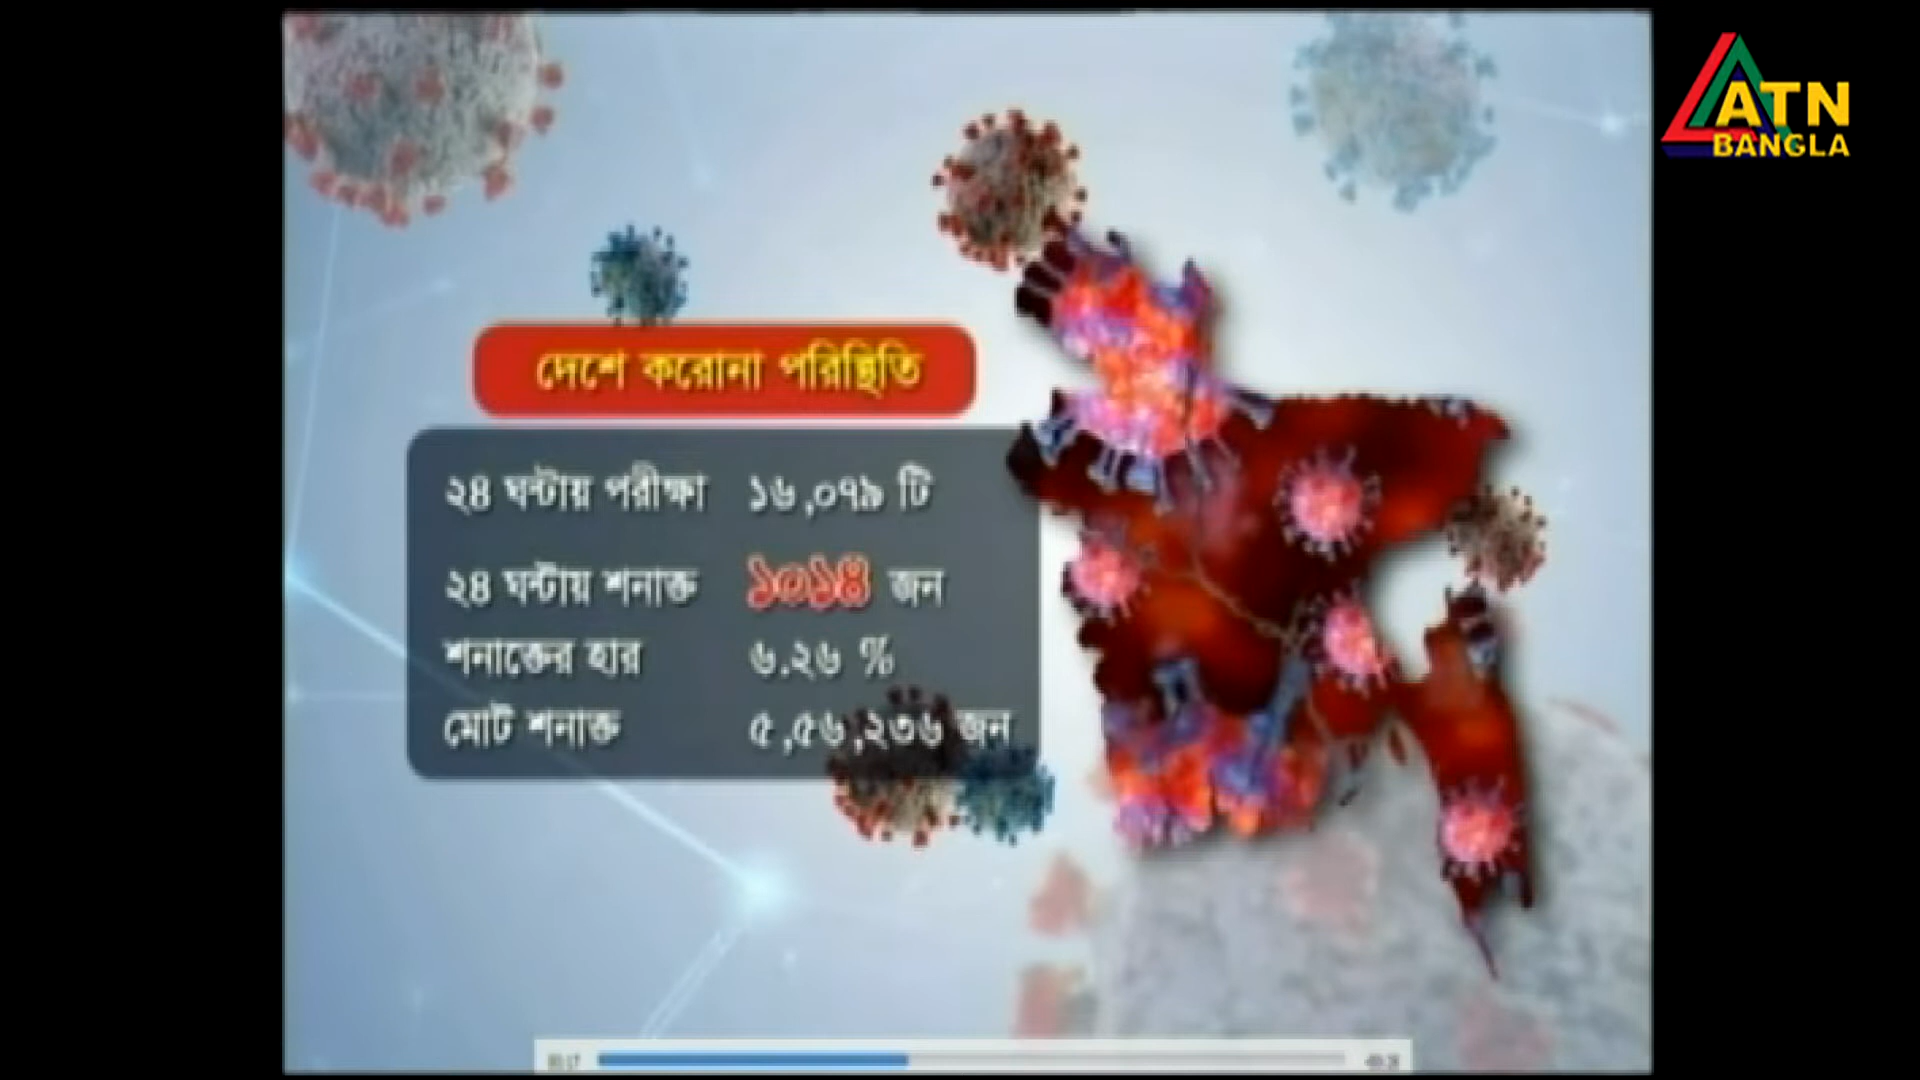 ATN
BANGLA
দেশে করোনা পরিস্থিতি
২৪ ঘন্টায় পরীক্ষা ১৬,০৭৯ টি
২৪ ঘন্টায় শনাক্ত ১০১৪ জন
শনাক্তের হার ৬.২৬ %
মোট শনাক্ত ৫,৫৬,২৩৬ জন